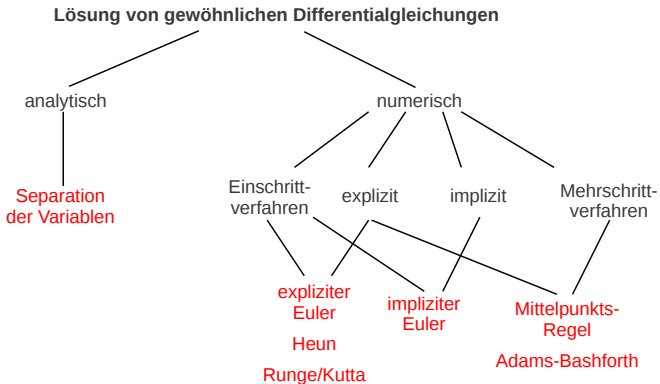 Lösung von gewöhnlichen Differentialgleichungen
analytisch
numerisch
Separation
der Variablen
Einschritt-
verfahren
explizit
implizit
Mehrschritt-
verfahren
expliziter
Euler
Heun
Runge/Kutta
impliziter
Euler
Mittelpunkts-
Regel
Adams-Bashforth